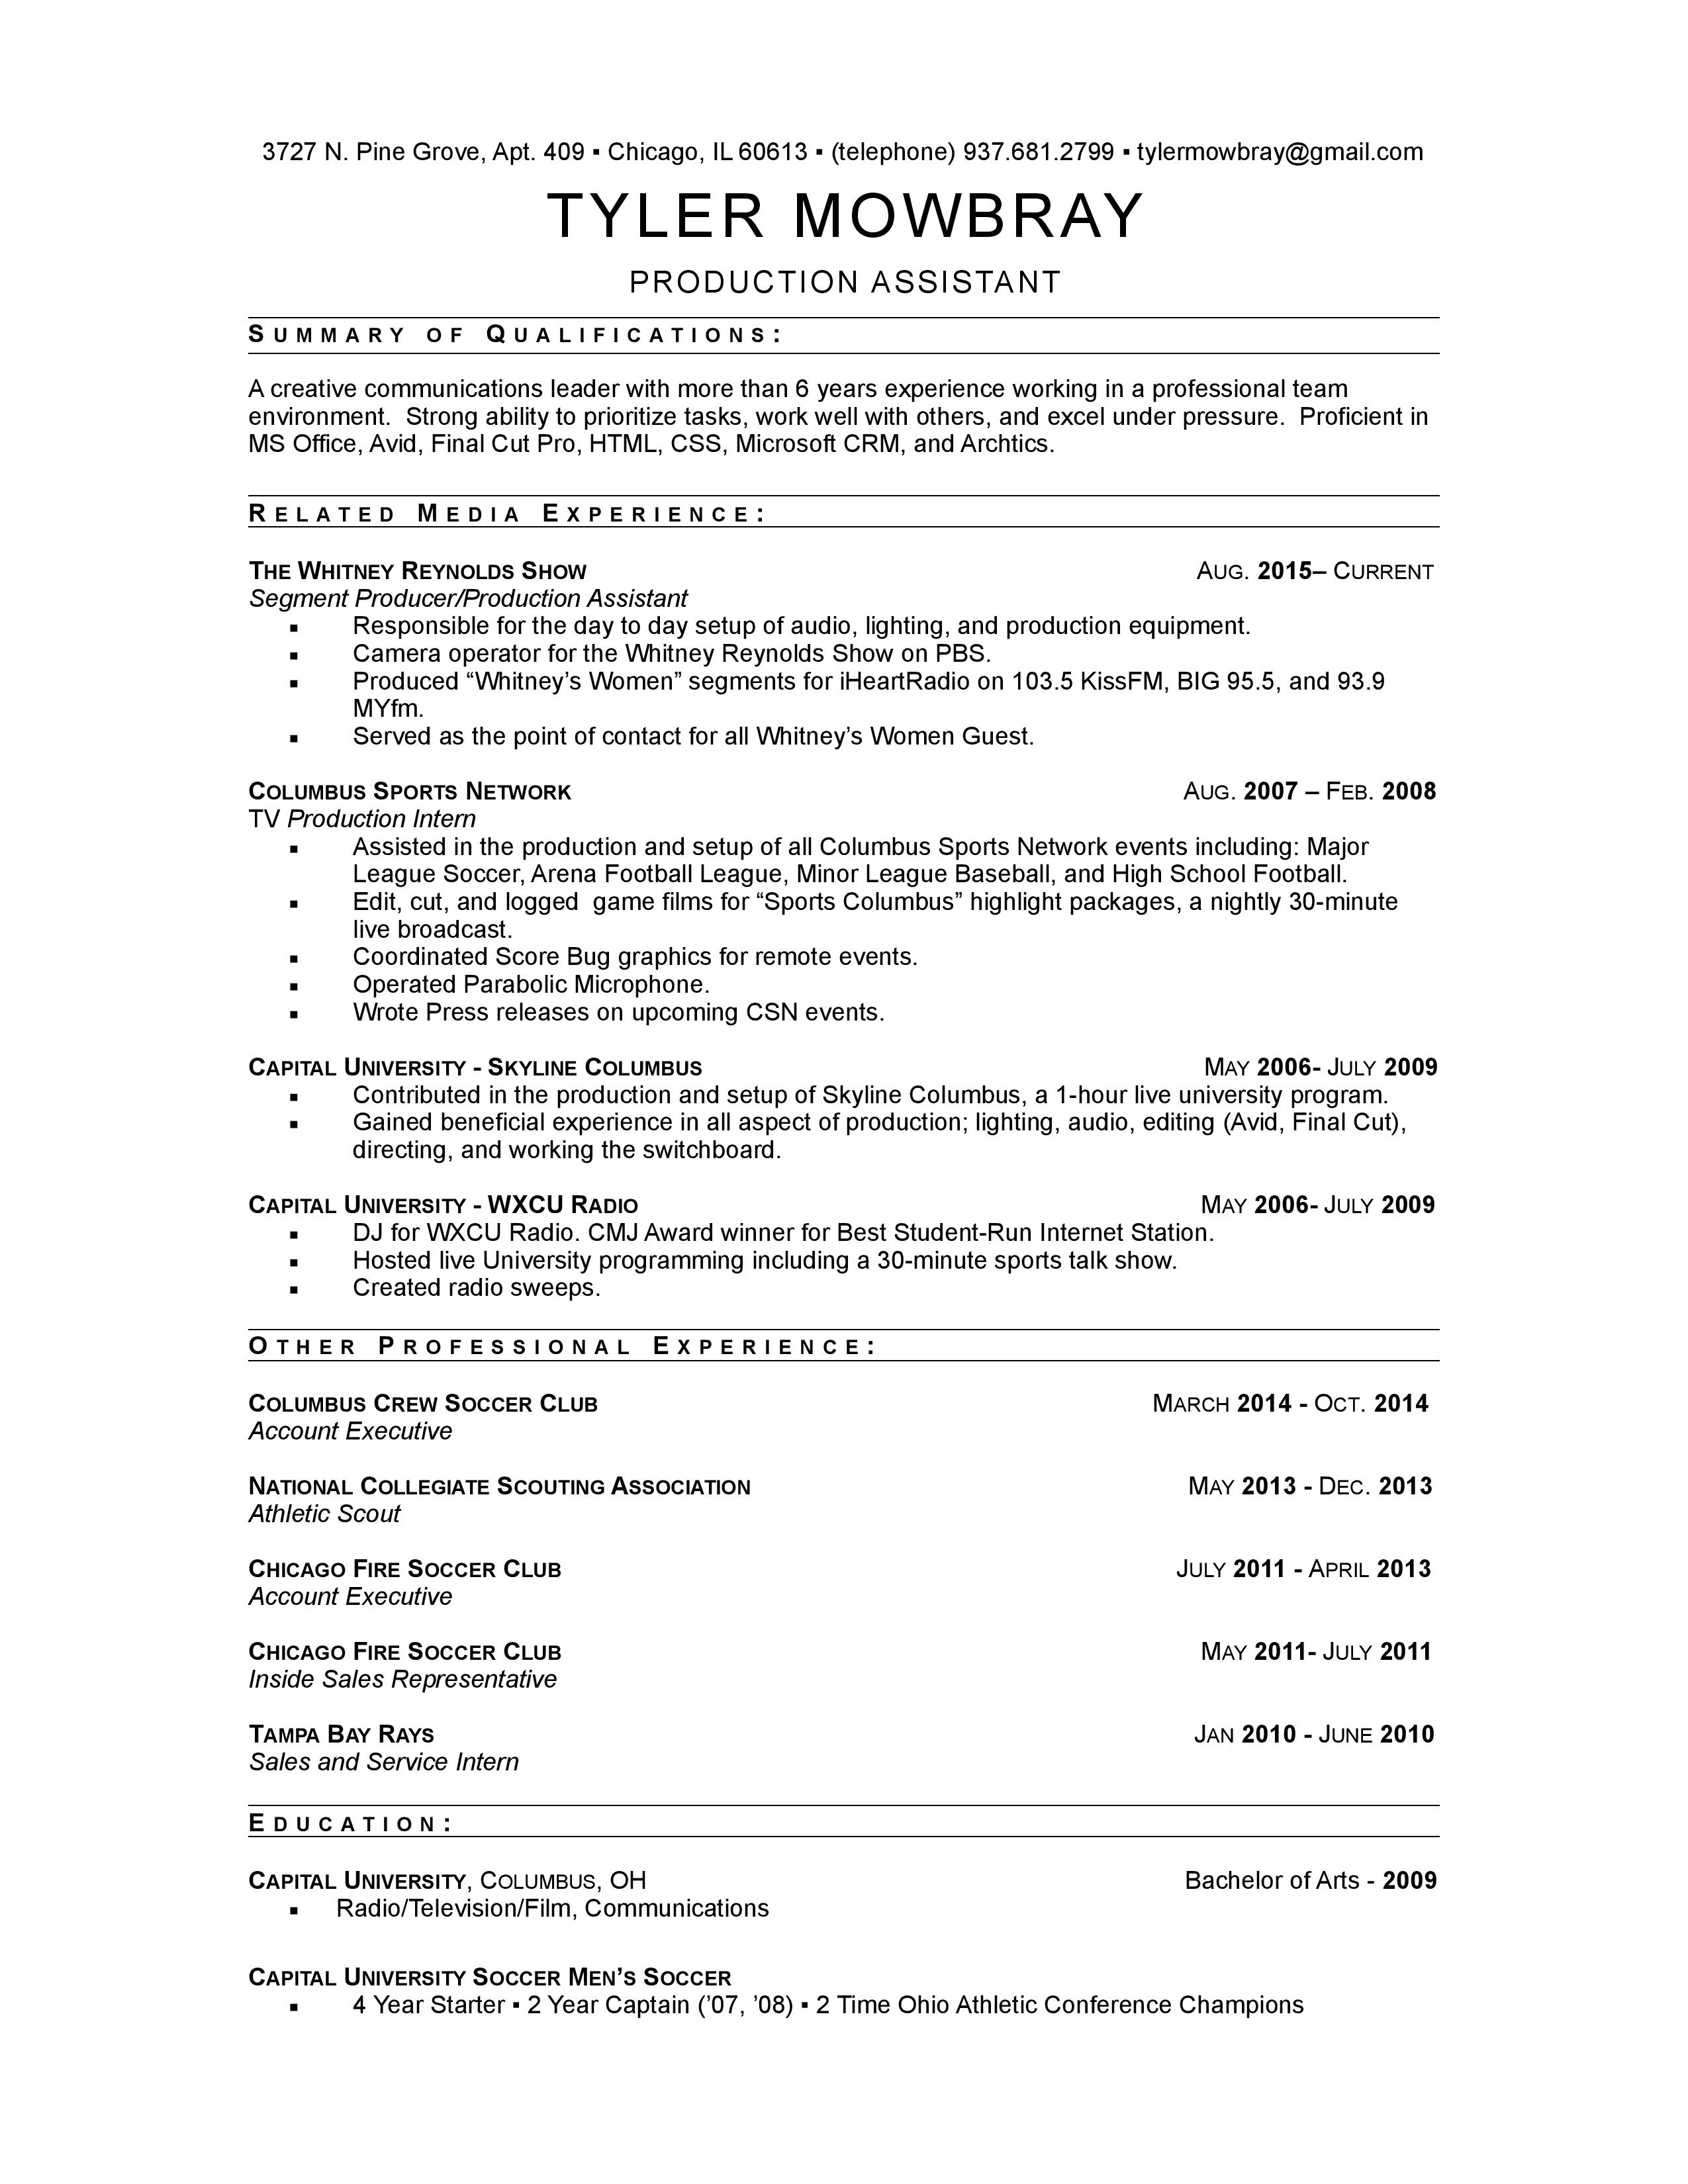 3727 N. Pine Grove, Apt. 409 ▪ Chicago, IL 60613 ▪ (telephone) 937.681.2799 ▪ tylermowbray@gmail.com
TYLER MOWBRAY
PRODUCTION ASSISTANT
SUMMARY OF QUALIFICATIONS:
A creative communications leader with more than 6 years experience working in a professional team
environment.  Strong ability to prioritize tasks, work well with others, and excel under pressure.  Proficient in
MS Office, Avid, Final Cut Pro, HTML, CSS, Microsoft CRM, and Archtics.
RELATED MEDIA EXPERIENCE:
THE WHITNEY REYNOLDS SHOW AUG. 2015– CURRENT
Segment Producer/Production Assistant
▪ Responsible for the day to day setup of audio, lighting, and production equipment.
▪ Camera operator for the Whitney Reynolds Show on PBS.
▪ Produced “Whitney’s Women” segments for iHeartRadio on 103.5 KissFM, BIG 95.5, and 93.9
MYfm.
▪ Served as the point of contact for all Whitney’s Women Guest.
COLUMBUS SPORTS NETWORK AUG. 2007 – FEB. 2008
TV Production Intern
▪ Assisted in the production and setup of all Columbus Sports Network events including: Major
League Soccer, Arena Football League, Minor League Baseball, and High School Football.
▪ Edit, cut, and logged  game films for “Sports Columbus” highlight packages, a nightly 30-minute
live broadcast.
▪ Coordinated Score Bug graphics for remote events.
▪ Operated Parabolic Microphone.
▪ Wrote Press releases on upcoming CSN events.
CAPITAL UNIVERSITY - SKYLINE COLUMBUS MAY 2006- JULY 2009
▪ Contributed in the production and setup of Skyline Columbus, a 1-hour live university program.
▪ Gained beneficial experience in all aspect of production; lighting, audio, editing (Avid, Final Cut),
directing, and working the switchboard.
CAPITAL UNIVERSITY - WXCU RADIO MAY 2006- JULY 2009
▪ DJ for WXCU Radio. CMJ Award winner for Best Student-Run Internet Station.
▪ Hosted live University programming including a 30-minute sports talk show.
▪ Created radio sweeps.
OTHER PROFESSIONAL EXPERIENCE:
COLUMBUS CREW SOCCER CLUB MARCH 2014 - OCT. 2014
Account Executive
NATIONAL COLLEGIATE SCOUTING ASSOCIATION MAY 2013 - DEC. 2013
Athletic Scout
CHICAGO FIRE SOCCER CLUB JULY 2011 - APRIL 2013
Account Executive
CHICAGO FIRE SOCCER CLUB MAY 2011- JULY 2011
Inside Sales Representative
TAMPA BAY RAYS JAN 2010 - JUNE 2010
Sales and Service Intern
EDUCATION:
CAPITAL UNIVERSITY, COLUMBUS, OH Bachelor of Arts - 2009
▪ Radio/Television/Film, Communications
CAPITAL UNIVERSITY SOCCER MEN’S SOCCER
▪ 4 Year Starter ▪ 2 Year Captain (’07, ’08) ▪ 2 Time Ohio Athletic Conference Champions